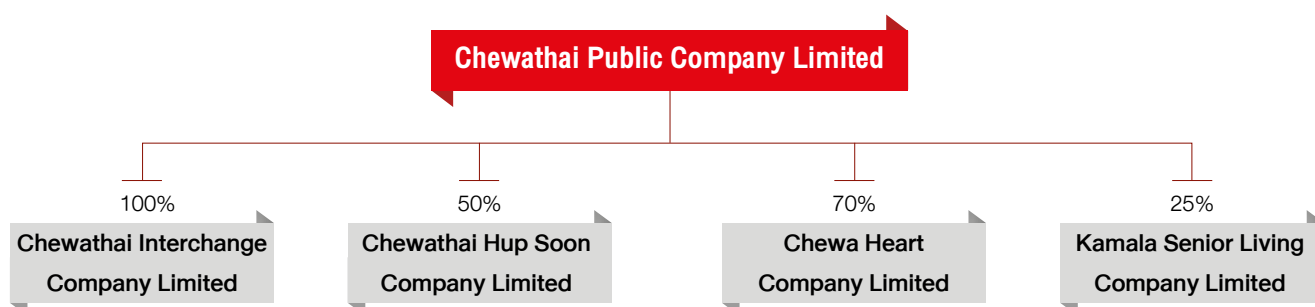 Chewathai Public Company Limited
100%
Chewathai Interchange
Company Limited
50%
Chewathai Hup Soon
Company Limited
70%
Chewa Heart
Company Limited
25%
Kamala Senior Living
Company Limited